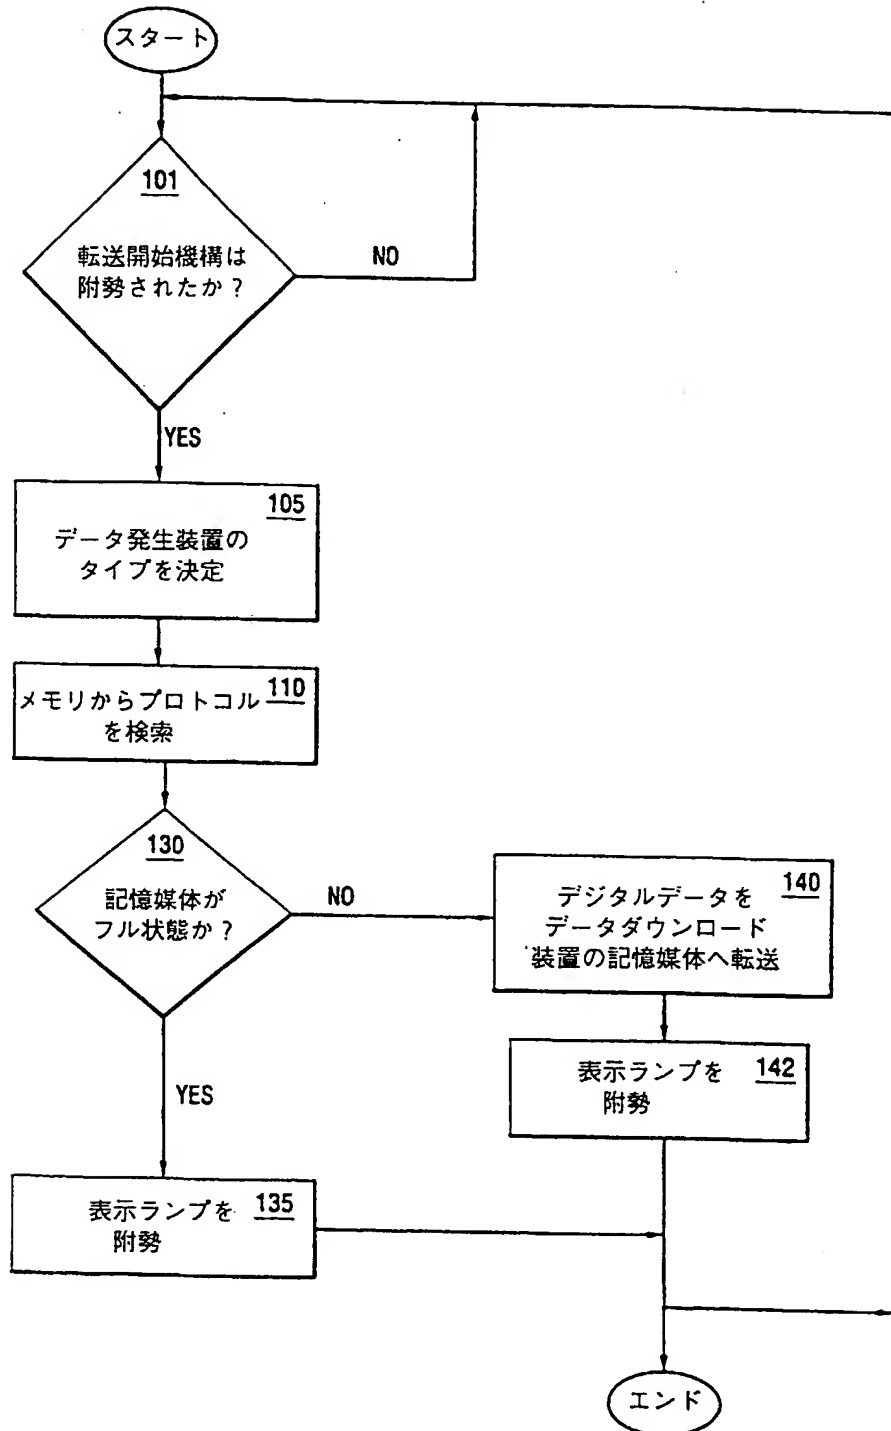 スタート
101
転送開始機構は
附勢されたか?
NO
YES
105
データ発生装置の
タイプを決定
110
メモリからプロトコル
を検索
130
記憶媒体が
フル状態か?
NO
YES
140
デジタルデータを
データダウンロード
装置の記憶媒体へ転送
142
表示ランプを
附勢
135
表示ランプを
附勢
エンド